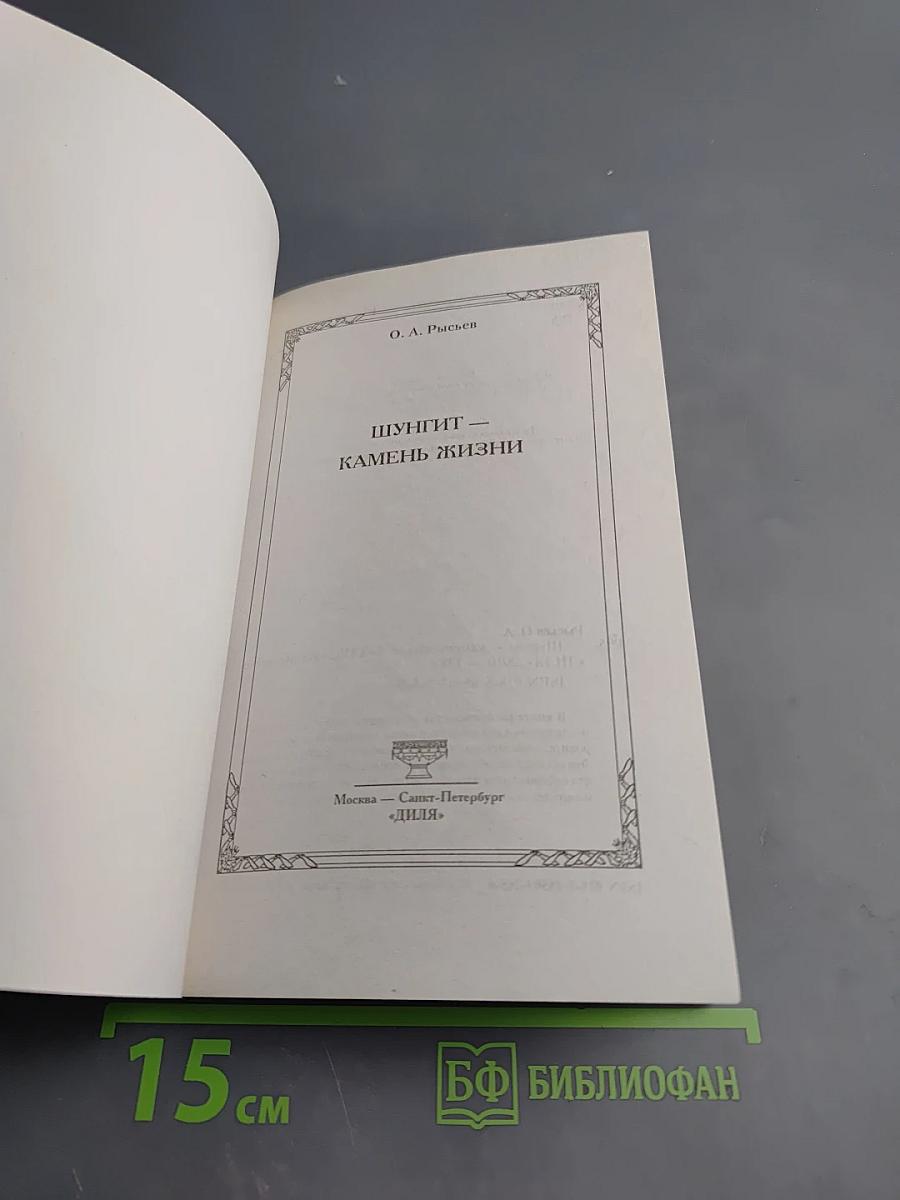 О. А. Рысьев
ШУНГИТ —
КАМЕНЬ ЖИЗНИ
Москва — Санкт-Петербург
«ДИЛЯ»
15 см
БФ БИБЛИОФАН